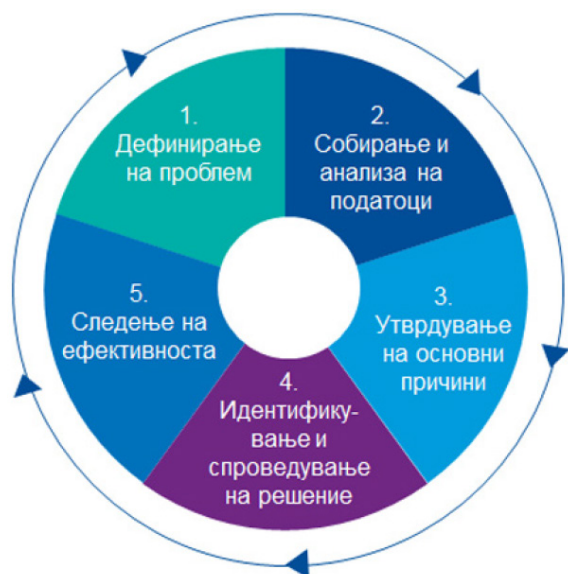 1.
Дефинирање
на проблем
2.
Собирање и
анализа на
податоци
3.
Утврдување
на основни
причини
4.
Идентифику-
вање и
спроведување
на решение
5.
Следење на
ефективноста